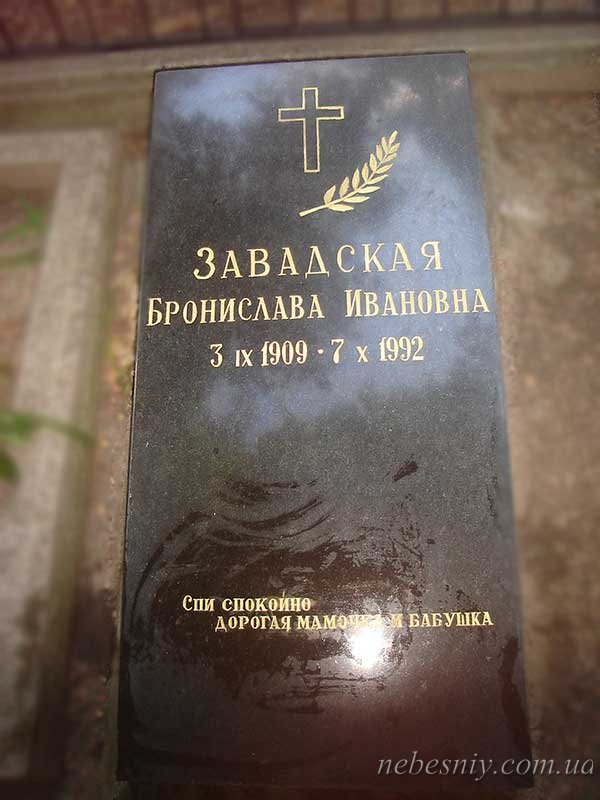 Завадская
Бронислава Ивановна
3 IX 1909 · 7 X 1992
Спи спокойно
дорогая мамочка и бабушка
nebesniy.com.ua